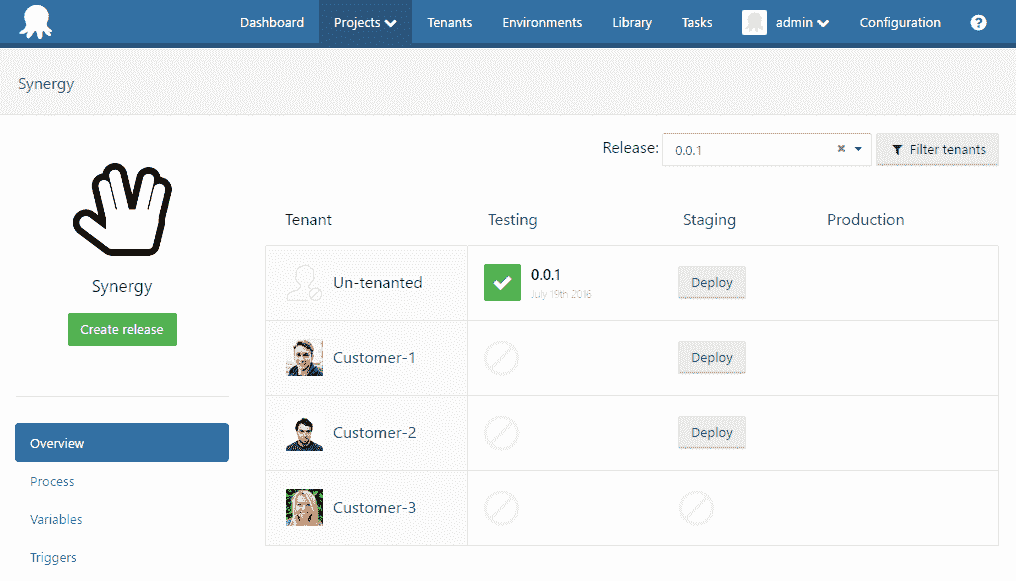 Dashboard Projects Tenants Environments Library Tasks admin Configuration ?
Synergy
Release: 0.0.1 Filter tenants
Synergy
Create release
Overview
Process
Variables
Triggers
Tenant Testing Staging Production
Un-tenanted 0.0.1 Deploy
July 19th 2016
Customer-1 Deploy
Customer-2 Deploy
Customer-3